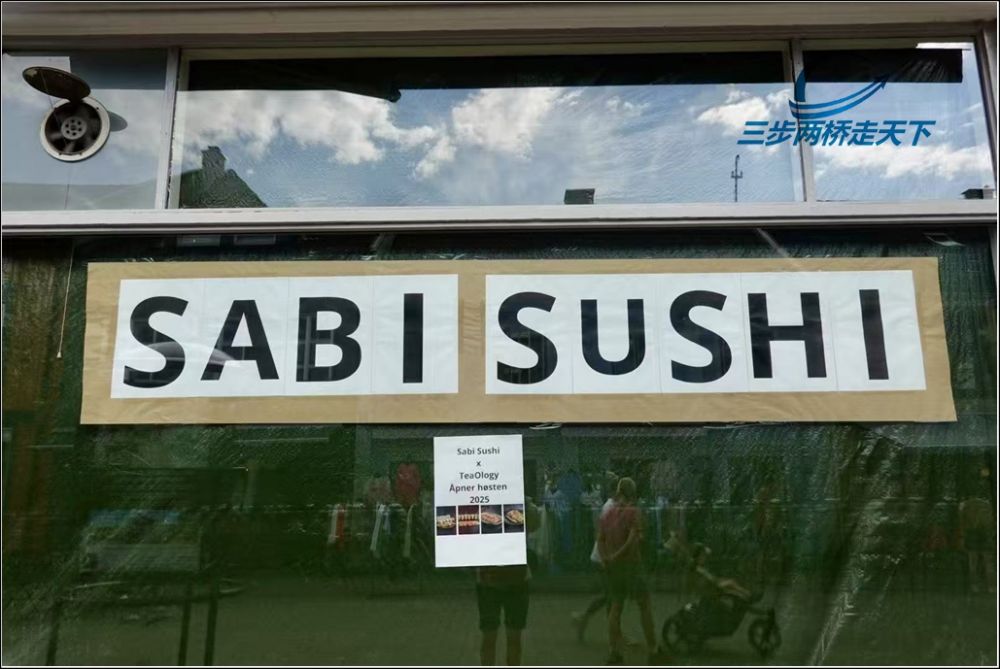 三步两桥走天下
SABI SUSHI
Sabi Sushi
x
TeaOlogy
Åpner høsten
2025